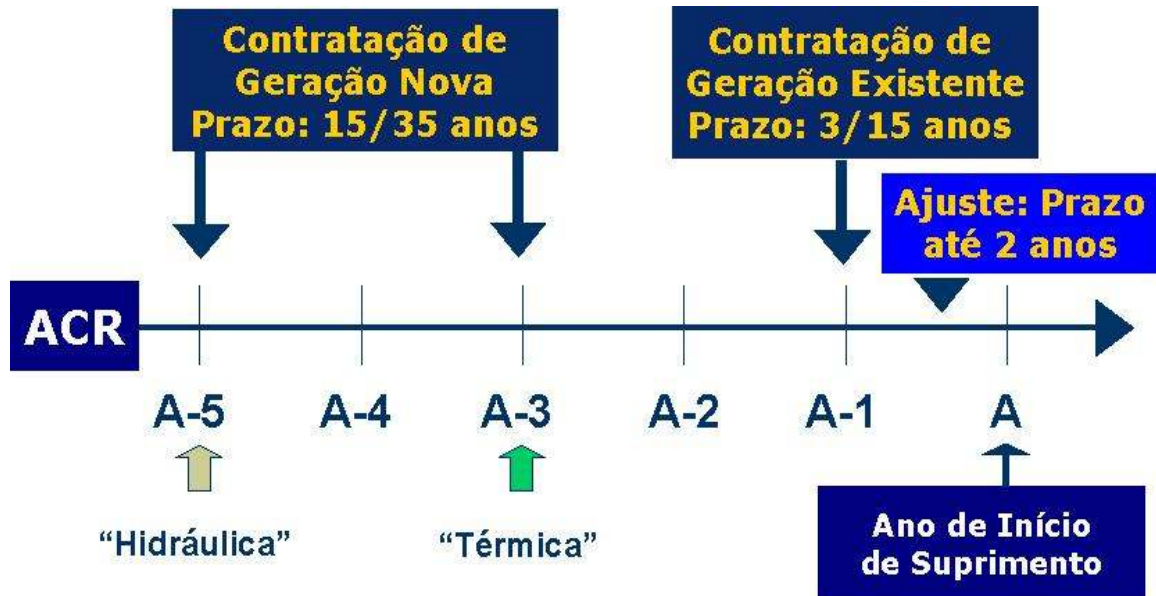 Contratação de
Geração Nova
Prazo: 15/35 anos
Contratação de
Geração Existente
Prazo: 3/15 anos
Ajuste: Prazo
até 2 anos
ACR
A-5
A-4
A-3
A-2
A-1
A
“Hidráulica”
“Térmica”
Ano de Início
de Suprimento